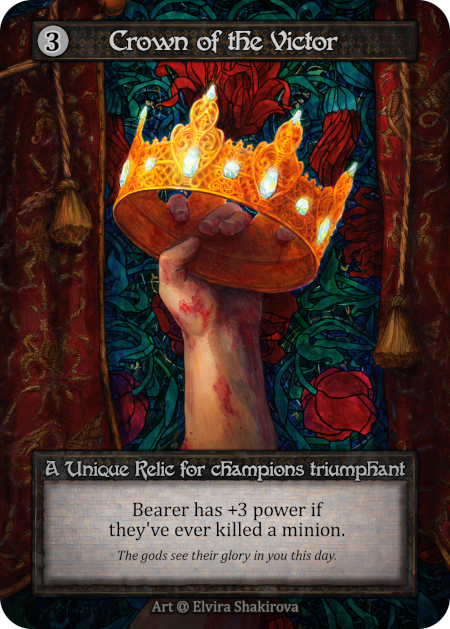 3
Crown of the Victor
A Unique Relic for champions triumphant
Bearer has +3 power if
they've ever killed a minion.
The gods see their glory in you this day.
Art @ Elvira Shakirova